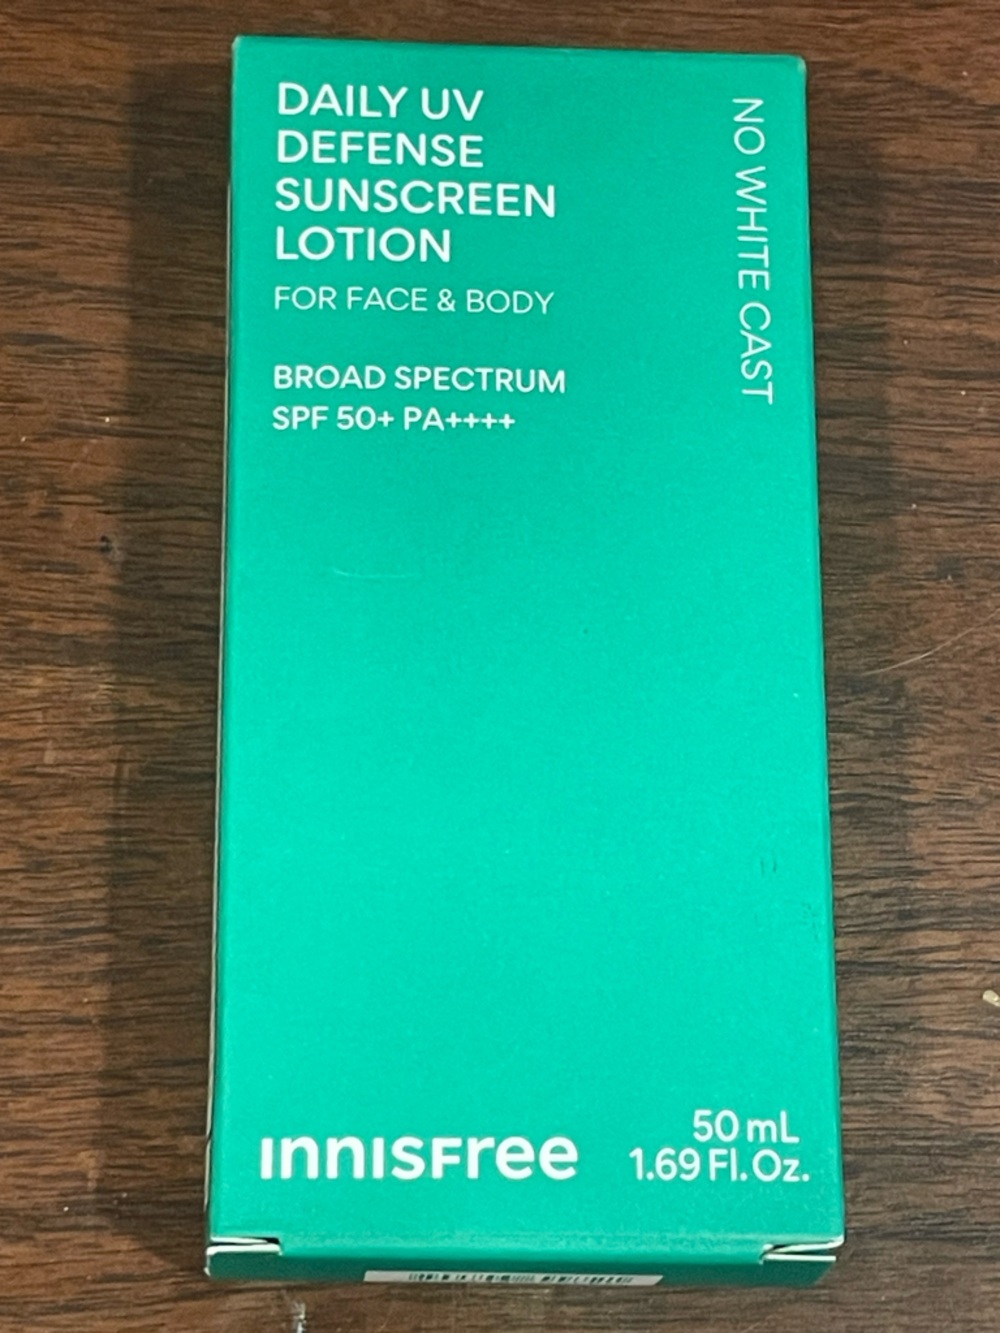 DAILY UV
DEFENSE
SUNSCREEN
LOTION
FOR FACE & BODY
BROAD SPECTRUM
SPF 50+ PA++++
NO WHITE CAST
INNISFree
50 mL
1.69 Fl. Oz.